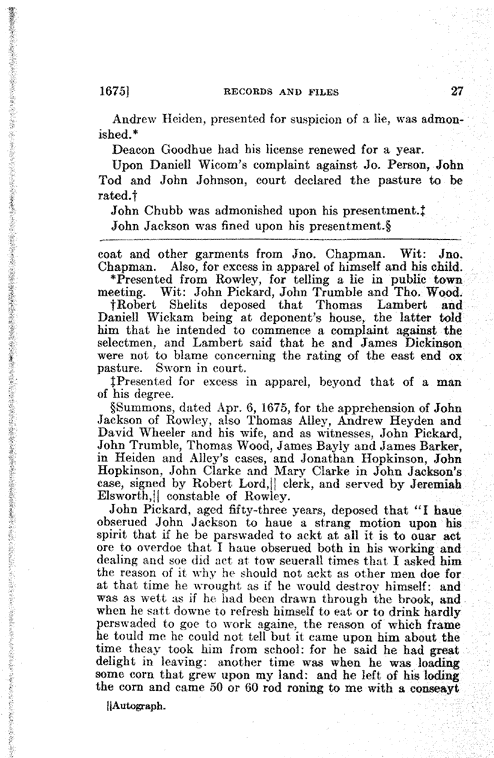 1675] RECORDS AND FILES 27
Andrew Heiden, presented for suspicion of a lie, was admon-
ished.*
Deacon Goodhue had his license renewed for a year.
Upon Daniell Wicom's complaint against Jo. Person, John
Tod and John Johnson, court declared the pasture to be
rated.†
John Chubb was admonished upon his presentment.‡
John Jackson was fined upon his presentment.§
coat and other garments from Jno. Chapman. Wit: Jno.
Chapman. Also, for excess in apparel of himself and his child.
*Presented from Rowley, for telling a lie in public town
meeting. Wit: John Pickard, John Trumble and Tho. Wood.
†Robert Shelits deposed that Thomas Lambert and
Daniell Wickam being at deponent's house, the latter told
him that he intended to commence a complaint against the
selectmen, and Lambert said that he and James Dickinson
were not to blame concerning the rating of the east end ox
pasture. Sworn in court.
‡Presented for excess in apparel, beyond that of a man
of his degree.
§Summons, dated Apr. 6, 1675, for the apprehension of John
Jackson of Rowley, also Thomas Alley, Andrew Heyden and
David Wheeler and his wife, and as witnesses, John Pickard,
John Trumble, Thomas Wood, James Bayly and James Barker,
in Heiden and Alley's cases, and Jonathan Hopkinson, John
Hopkinson, John Clarke and Mary Clarke in John Jackson's
case, signed by Robert Lord,|| clerk, and served by Jeremiah
Elsworth,|| constable of Rowley.
John Pickard, aged fifty-three years, deposed that "I haue
obserued John Jackson to haue a strang motion upon his
spirit that if he be parswaded to ackt at all it is to ouar act
ore to overdoe that I haue obserued both in his working and
dealing and soe did act at tow seuerall times that I asked him
the reason of it why he should not ackt as other men doe for
at that time he wrought as if he would destroy himself: and
was as wett as if he had been drawn through the brook, and
when he satt downe to refresh himself to eat or to drink hardly
perswaded to goe to work againe, the reason of which frame
he tould me he could not tell but it came upon him about the
time theay took him from school: for he said he had great
delight in leaving: another time was when he was loading
some corn that grew upon my land: and he left of his loding
the corn and came 50 or 60 rod roning to me with a conseayt
||Autograph.